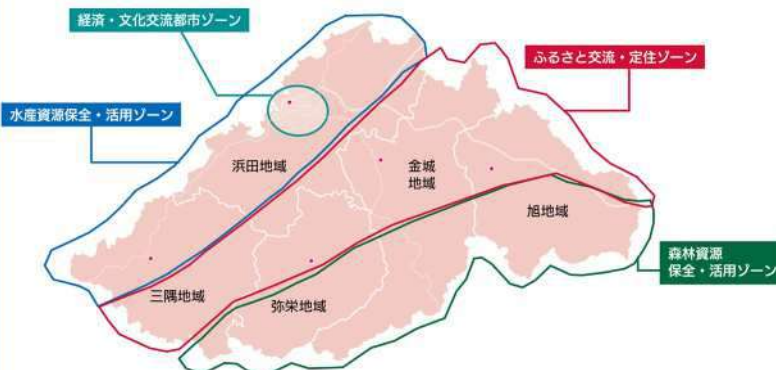 経済・文化交流都市ゾーン
ふるさと交流・定住ゾーン
水産資源保全・活用ゾーン
浜田地域
金城
地域
旭地域
森林資源
保全・活用ゾーン
三隅地域
弥栄地域